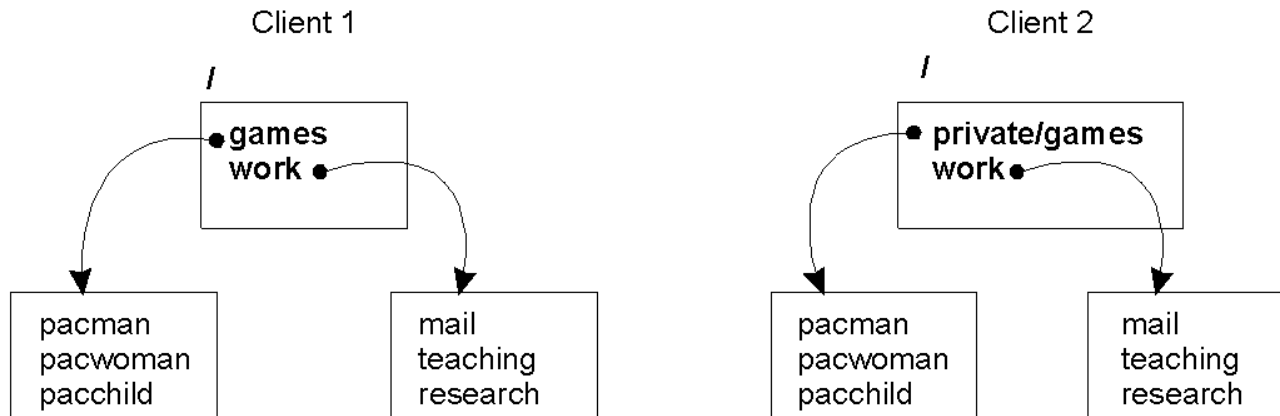 Client 1
/
games
work
pacman
pacwoman
pacchild
mail
teaching
research
Client 2
/
private/games
work
pacman
pacwoman
pacchild
mail
teaching
research